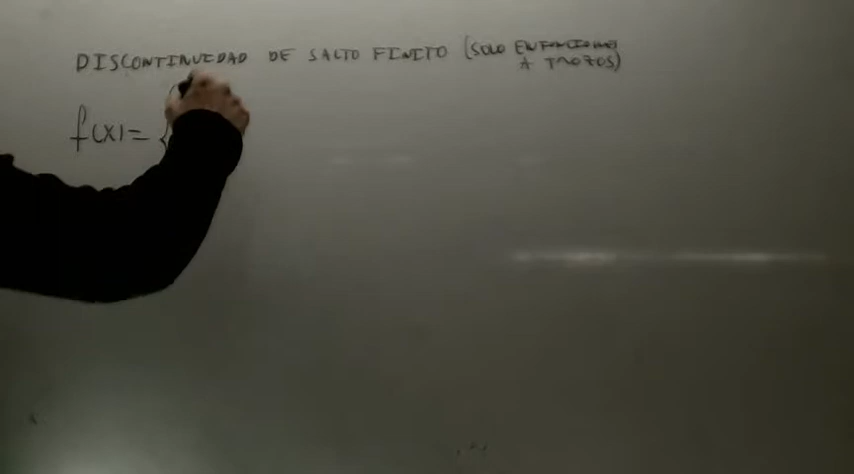 DISCONTINUIDAD DE SALTO FINITO (SOLO EN FUNCIONES
A TROZOS)
f(x)= {